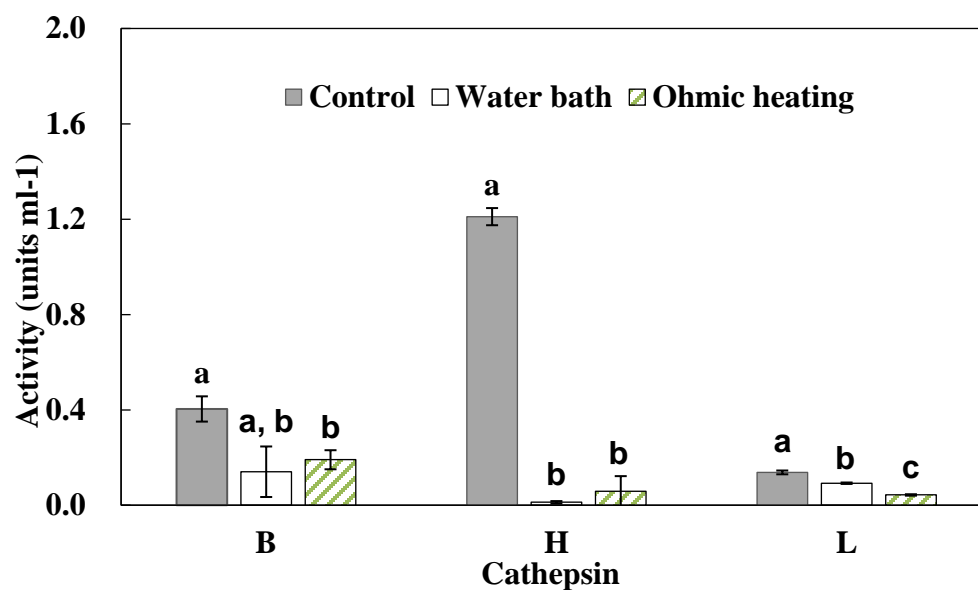 2.0
Control Water bath Ohmic heating
1.6
a
1.2
Activity (units ml-1)
0.8
0.4
a
a, b
b
b
b
a
b
c
0.0
B H L
Cathepsin